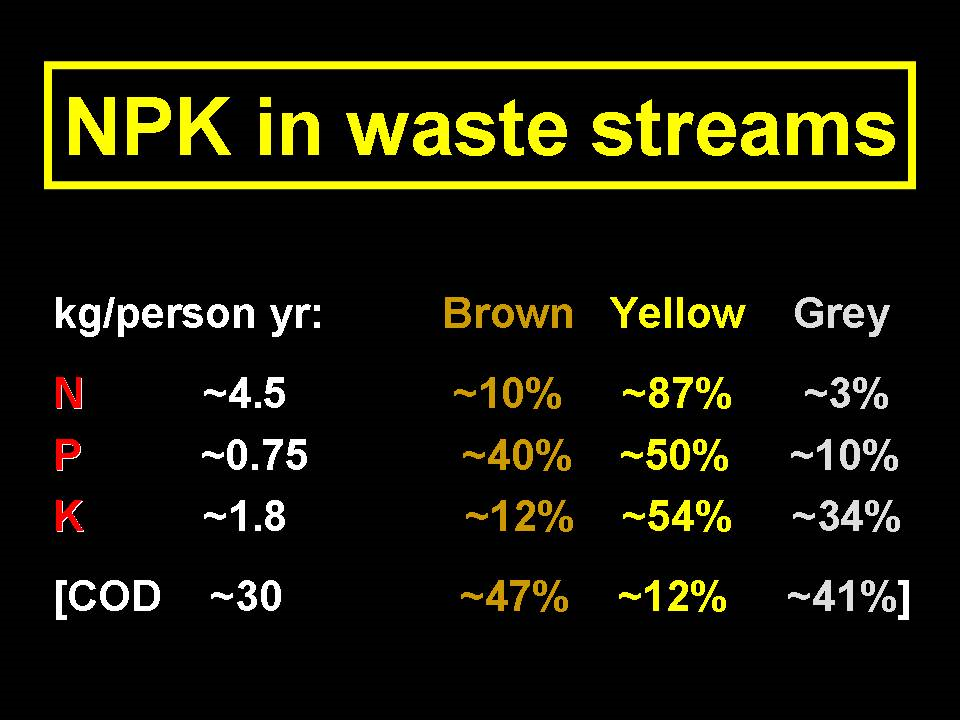 NPK in waste streams
kg/person yr: Brown Yellow Grey
N ~4.5 ~10% ~87% ~3%
P ~0.75 ~40% ~50% ~10%
K ~1.8 ~12% ~54% ~34%
[COD ~30 ~47% ~12% ~41%]